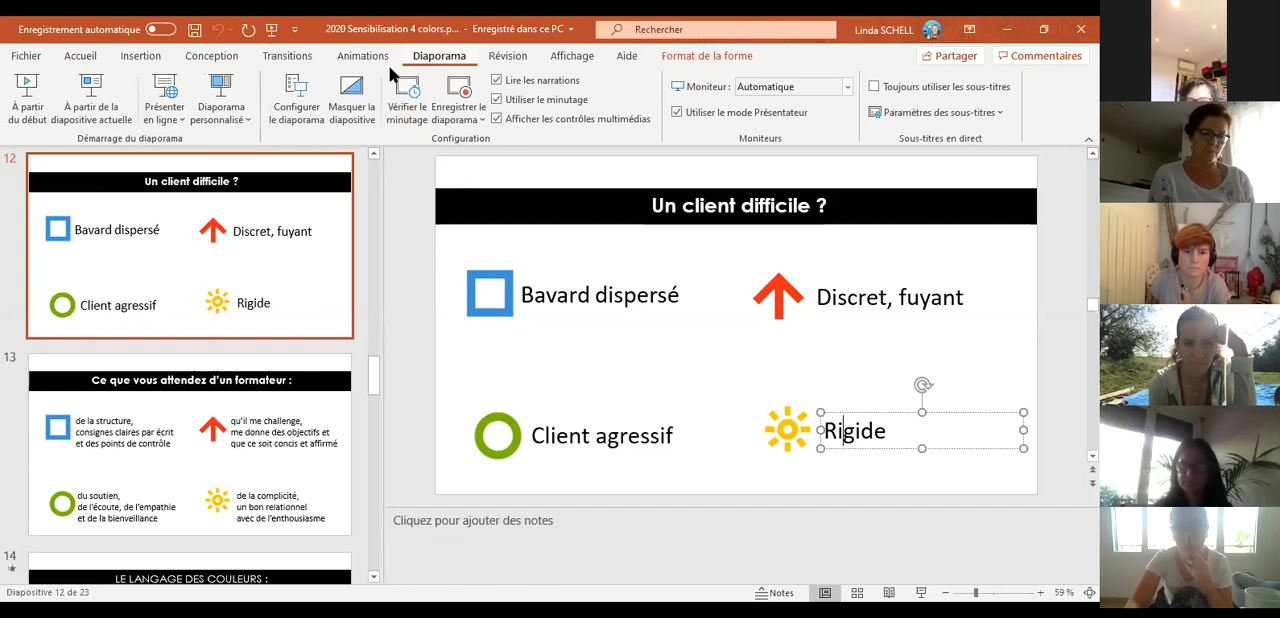 Enregistrement automatique
2020 Sensibilisation 4 colors.p... - Enregistré dans ce PC
Rechercher
Linda SCHELL
Fichier Accueil Insertion Conception Transitions Animations Diaporama Révision Affichage Aide Format de la forme
Partager
Commentaires
À partir du début
À partir de la diapositive actuelle
Présenter en ligne
Diaporama personnalisé
Configurer le diaporama
Masquer la diapositive
Vérifier le minutage
Enregistrer le diaporama
Lire les narrations
Utiliser le minutage
Afficher les contrôles multimédias
Moniteur : Automatique
Utiliser le mode Présentateur
Toujours utiliser les sous-titres
Paramètres des sous-titres
Démarrage du diaporama
Configuration
Moniteurs
Sous-titres en direct
12
Un client difficile ?
Bavard dispersé
Discret, fuyant
Client agressif
Rigide
13
Ce que vous attendez d'un formateur :
de la structure,
consignes claires par écrit
et des points de contrôle
qu'il me challenge,
me donne des objectifs et
que ce soit concis et affirmé
du soutien,
de l'écoute, de l'empathie
et de la bienveillance
de la complicité,
un bon relationnel
avec de l'enthousiasme
14
LE LANGAGE DES COULEURS :
Un client difficile ?
Bavard dispersé
Discret, fuyant
Client agressif
Rigide
Cliquez pour ajouter des notes
Diapositive 12 de 23
Notes
59 %